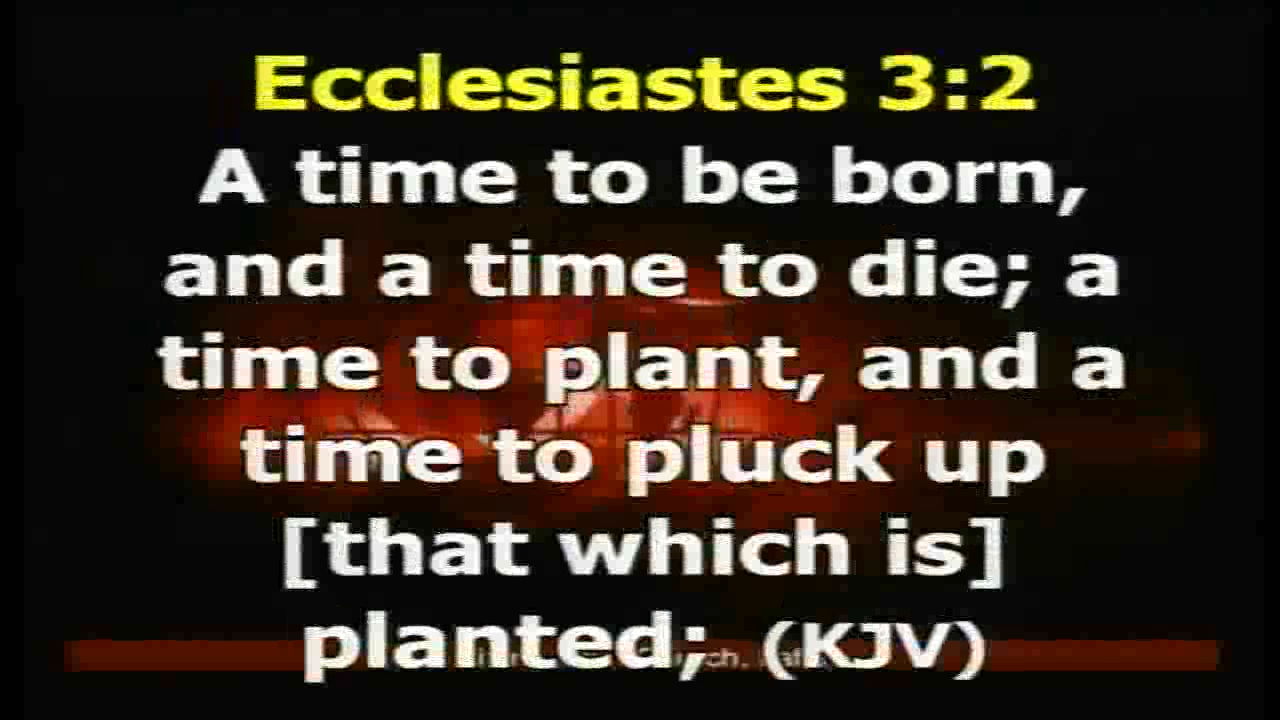 Ecclesiastes 3:2
A time to be born,
and a time to die; a
time to plant, and a
time to pluck up
[that which is]
planted; (KJV)